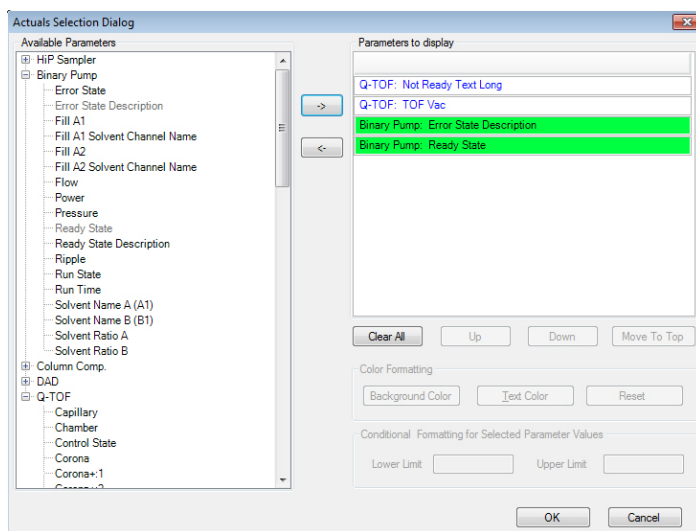 Actuals Selection Dialog
Available Parameters
HiP Sampler
Binary Pump
Error State
Error State Description
Fill A1
Fill A1 Solvent Channel Name
Fill A2
Fill A2 Solvent Channel Name
Flow
Power
Pressure
Ready State
Ready State Description
Ripple
Run State
Run Time
Solvent Name A (A1)
Solvent Name B (B1)
Solvent Ratio A
Solvent Ratio B
Column Comp.
DAD
Q-TOF
Capillary
Chamber
Control State
Corona
Corona+:1
->
<-
Parameters to display
Q-TOF: Not Ready Text Long
Q-TOF: TOF Vac
Binary Pump: Error State Description
Binary Pump: Ready State
Clear All Up Down Move To Top
Color Formatting
Background Color Text Color Reset
Conditional Formatting for Selected Parameter Values
Lower Limit Upper Limit
OK Cancel